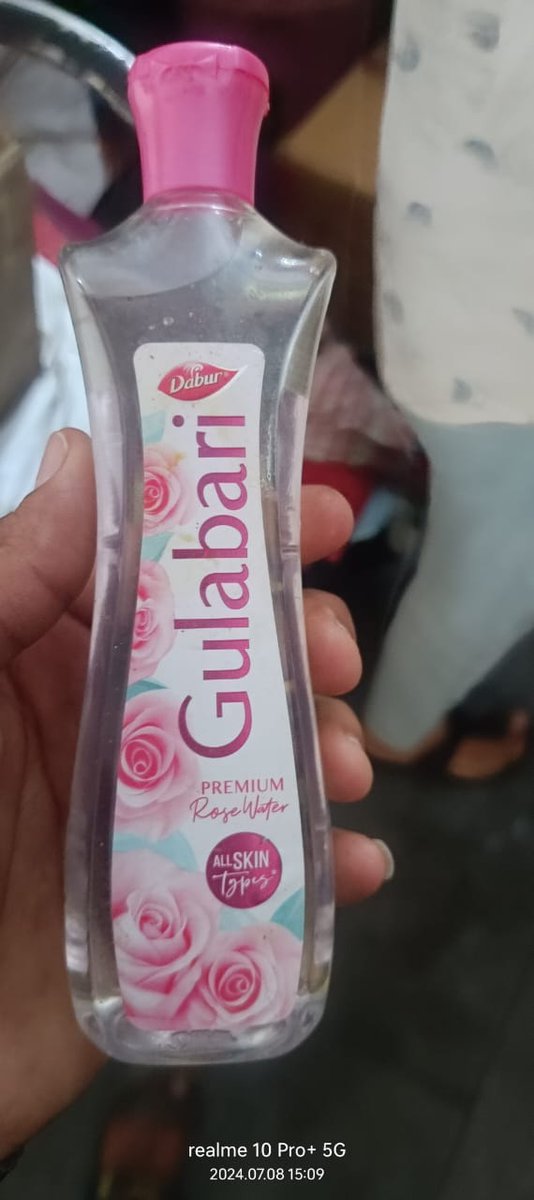 Dabur
Gulabari
PREMIUM
Rose Water
ALL SKIN
Types*
realme 10 Pro+ 5G
2024.07.08 15:09